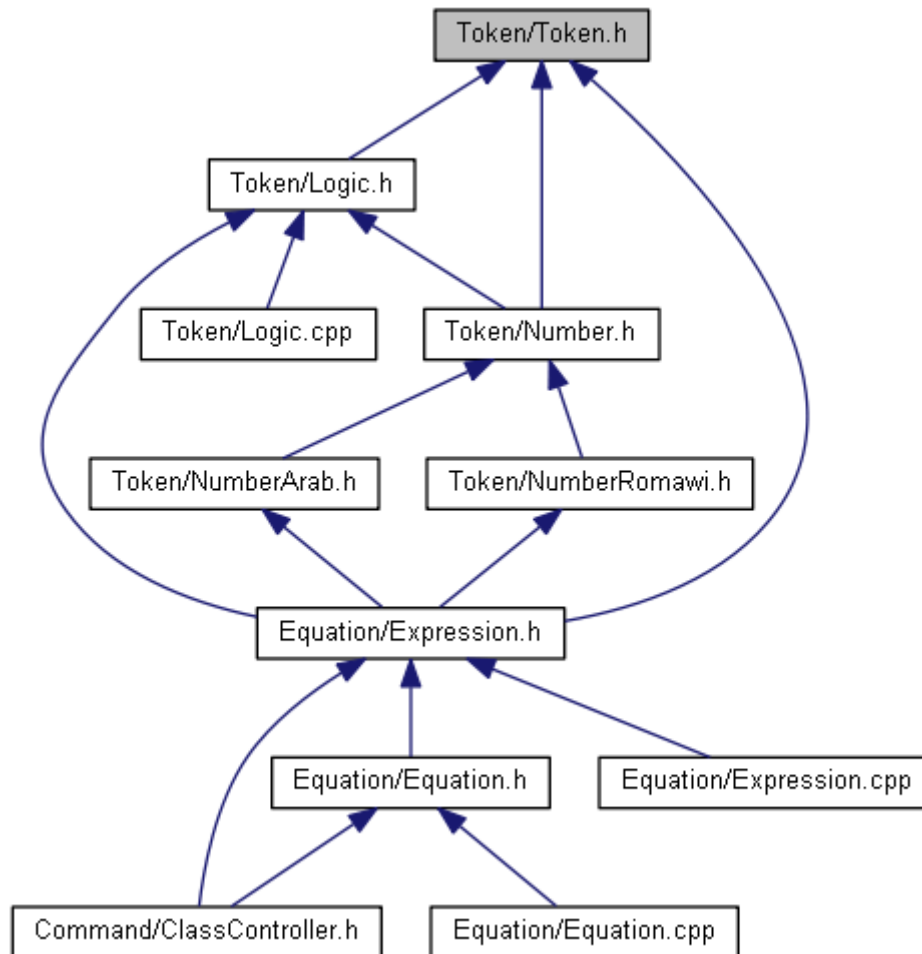 Token/Token.h
Token/Logic.h
Token/Logic.cpp
Token/Number.h
Token/NumberArab.h
Token/NumberRomawi.h
Equation/Expression.h
Equation/Equation.h
Equation/Expression.cpp
Command/ClassController.h
Equation/Equation.cpp